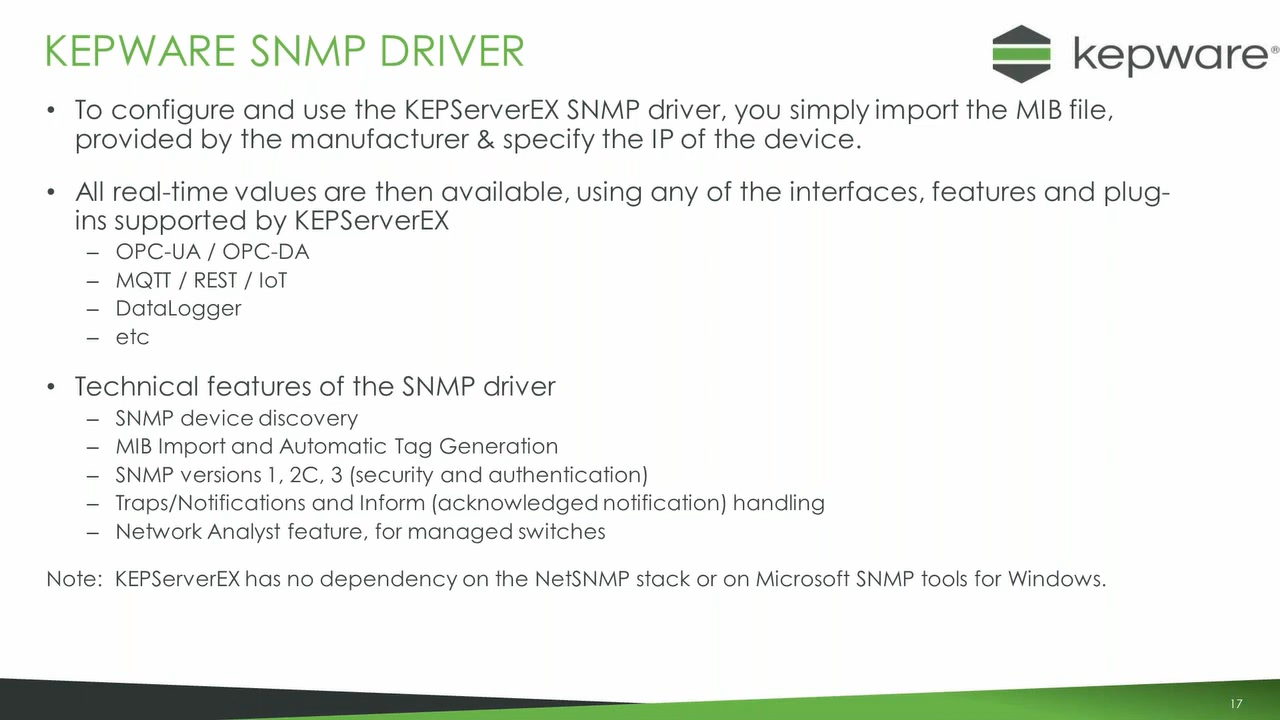 KEPWARE SNMP DRIVER
kepware®
• To configure and use the KEPServerEX SNMP driver, you simply import the MIB file,
provided by the manufacturer & specify the IP of the device.
• All real-time values are then available, using any of the interfaces, features and plug-
ins supported by KEPServerEX
– OPC-UA / OPC-DA
– MQTT / REST / IoT
– DataLogger
– etc
• Technical features of the SNMP driver
– SNMP device discovery
– MIB Import and Automatic Tag Generation
– SNMP versions 1, 2C, 3 (security and authentication)
– Traps/Notifications and Inform (acknowledged notification) handling
– Network Analyst feature, for managed switches
Note: KEPServerEX has no dependency on the NetSNMP stack or on Microsoft SNMP tools for Windows.
17